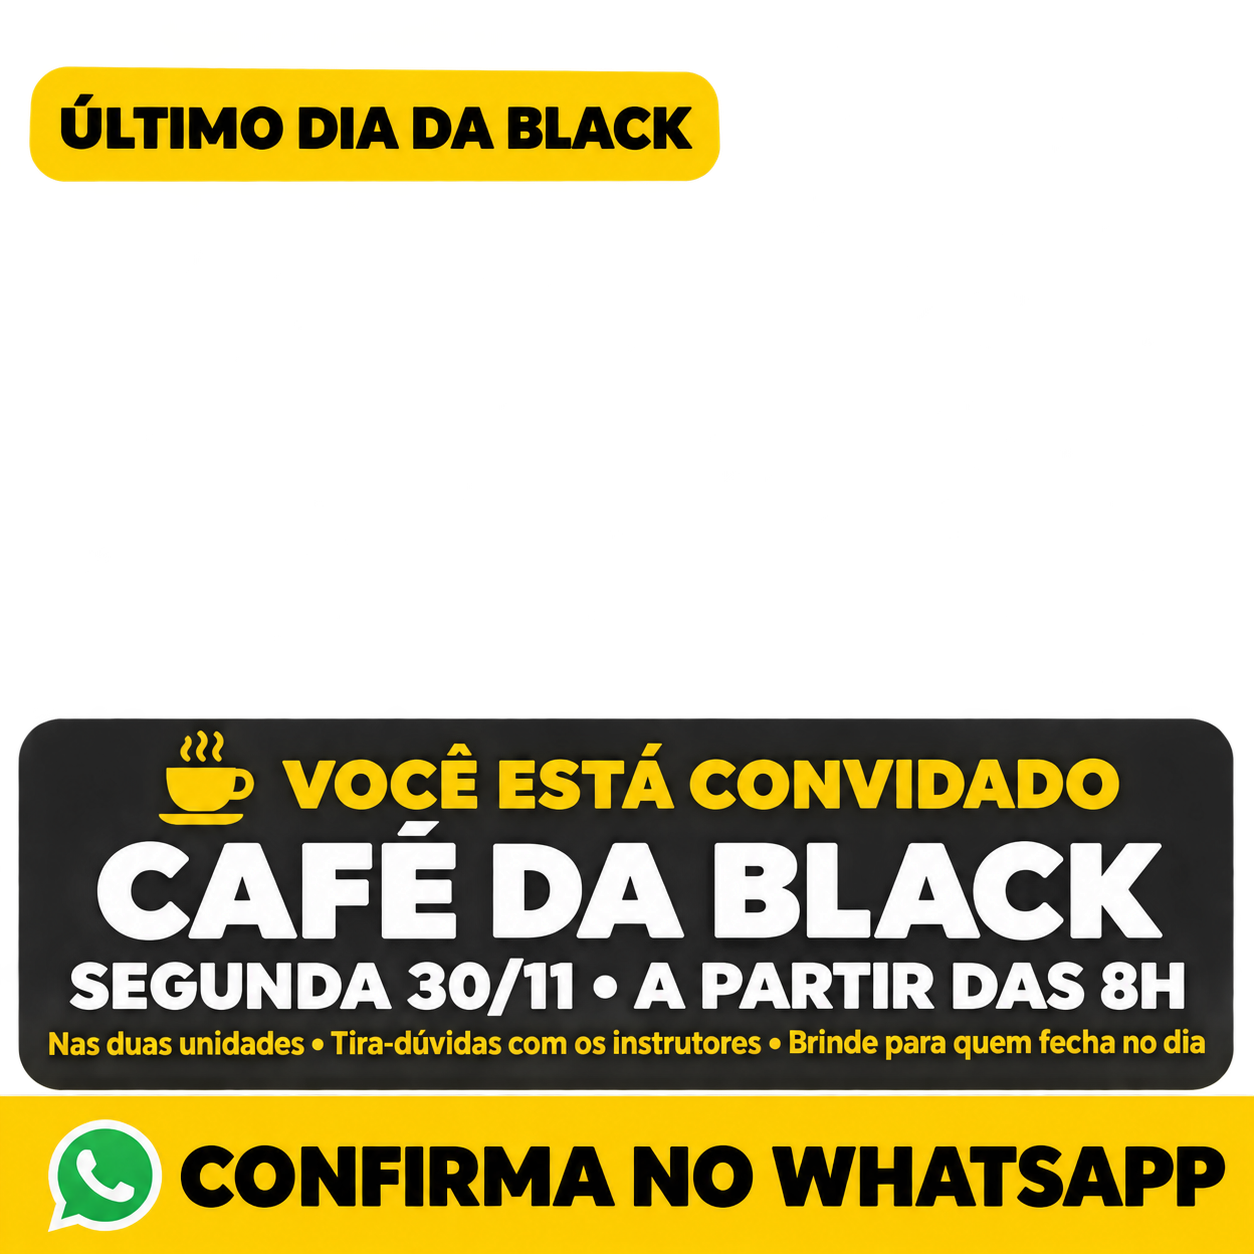 ÚLTIMO DIA DA BLACK
VOCÊ ESTÁ CONVIDADO
CAFÉ DA BLACK
SEGUNDA 30/11 • A PARTIR DAS 8H
Nas duas unidades • Tira-dúvidas com os instrutores • Brinde para quem fecha no dia
CONFIRMA NO WHATSAPP